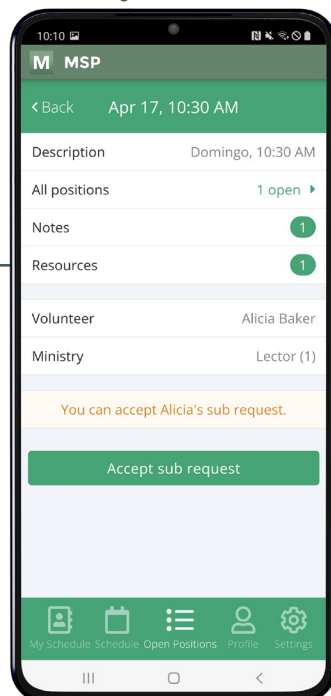 10:10
M MSP
Back Apr 17, 10:30 AM
Description Domingo, 10:30 AM
All positions 1 open
Notes 1
Resources 1
Volunteer Alicia Baker
Ministry Lector (1)
You can accept Alicia's sub request.
Accept sub request
My Schedule Schedule Open Positions Profile Settings